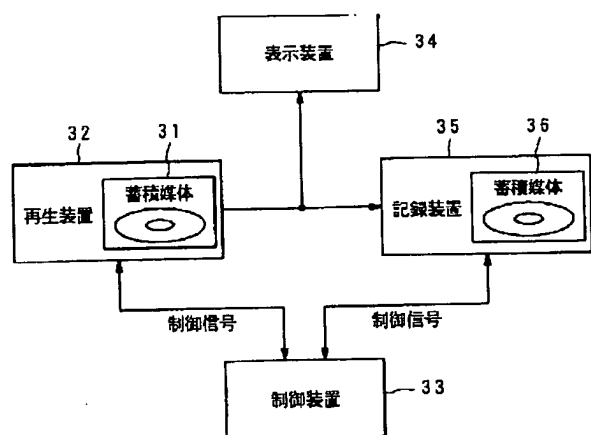 表示装置
34
32
31
再生装置
蓄積媒体
35
36
記録装置
蓄積媒体
制御信号
制御信号
制御装置
33